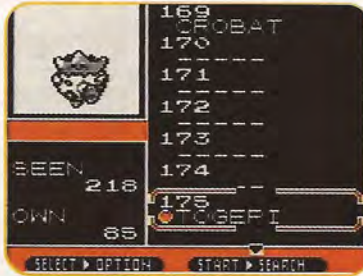 169
CROBAT
170
-----
171
-----
172
-----
173
-----
174
-----
175
TOGEPI
SEEN
218
OWN
85
SELECT ▶ OPTION
START ▶ SEARCH